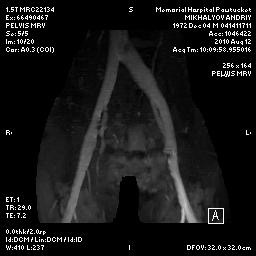 1.5T MRC22134
Ex: 66490467
PELVIS MRV
Se: 5/5
Im: 10/20
Cor: A0.3 (COI)
Memorial Hospital Pawtucket
MIKHALYOV ANDRIY
1972 Dec 04 M 041411711
Acc: 1046422
2010 Aug 12
Acq Tm: 10:09:58.955016
256 x 164
PELVIS MRV
R
L
ET: 1
TR: 29.0
TE: 7.2
A
0.0thk/2.0sp
Id:DCM / Lin:DCM / Id:ID
W:410 L:237
I
DFOV: 32.0 x 32.0cm